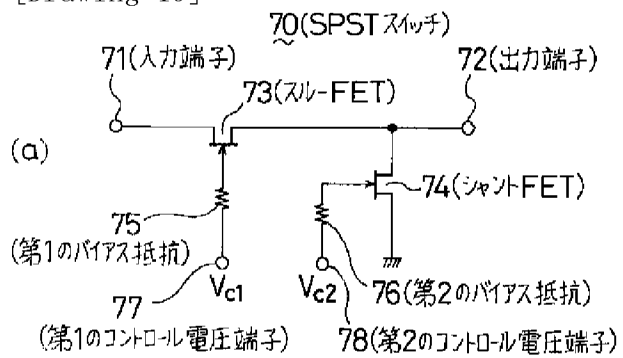 70(SPSTスイッチ)
71(入力端子)
72(出力端子)
73(スルーFET)
(a)
74(シャントFET)
75
(第1のバイアス抵抗)
Vc1
Vc2
76(第2のバイアス抵抗)
77
(第1のコントロール電圧端子)
78(第2のコントロール電圧端子)